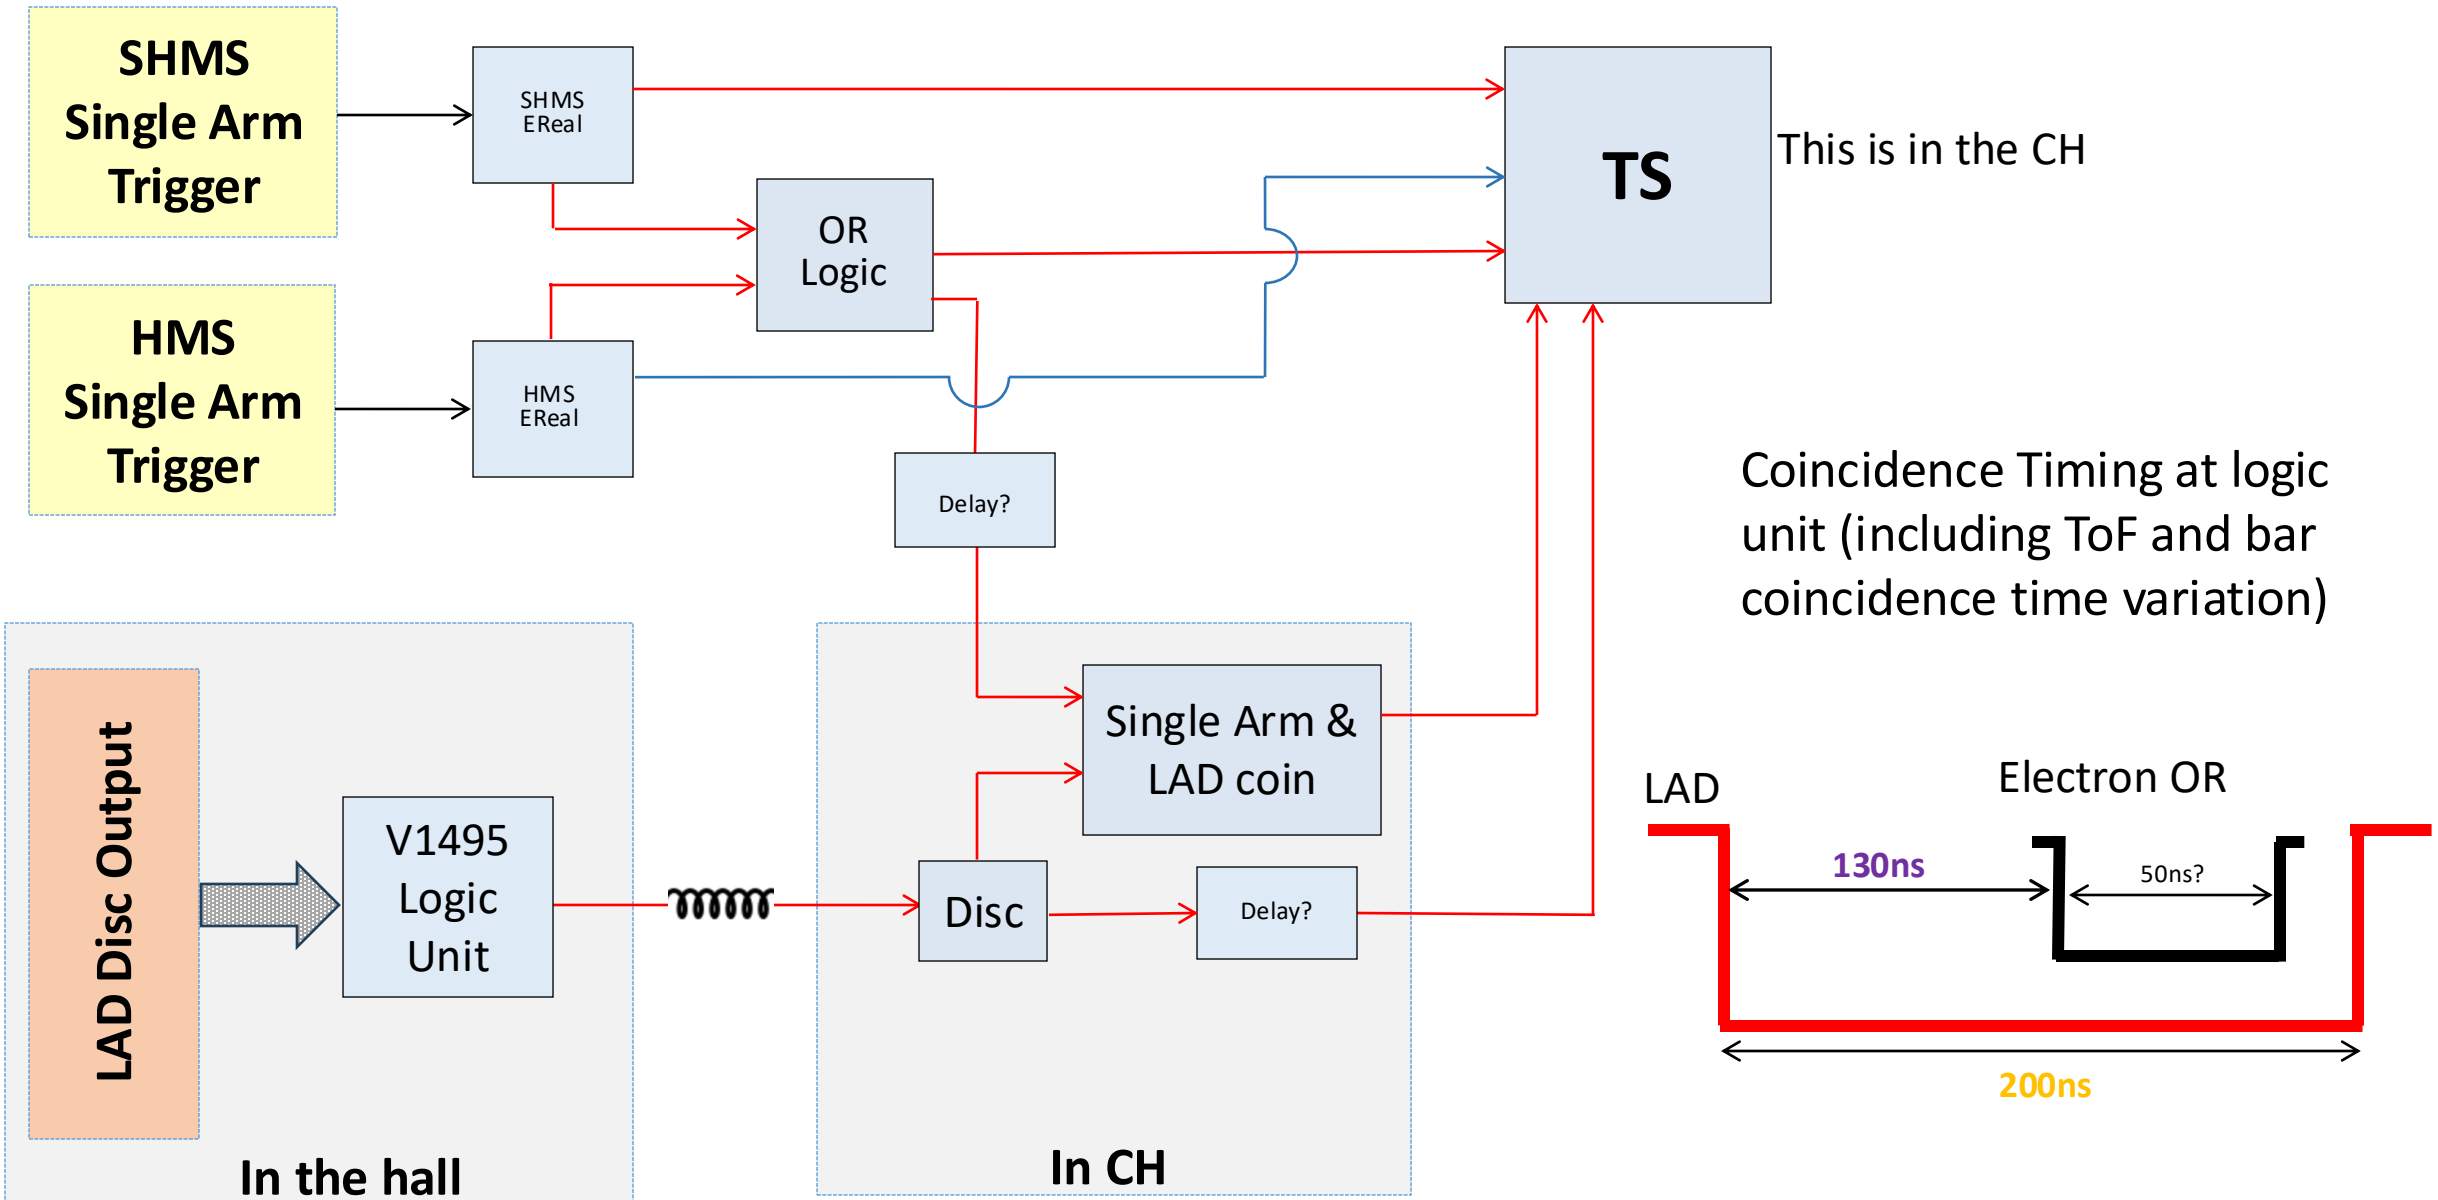 SHMS
Single Arm
Trigger
SHMS
EReal
TS
This is in the CH
OR
Logic
HMS
Single Arm
Trigger
HMS
EReal
Delay?
Coincidence Timing at logic
unit (including ToF and bar
coincidence time variation)
LAD Disc Output
V1495
Logic
Unit
Single Arm &
LAD coin
Disc
Delay?
In the hall
In CH
LAD
Electron OR
130ns
50ns?
200ns